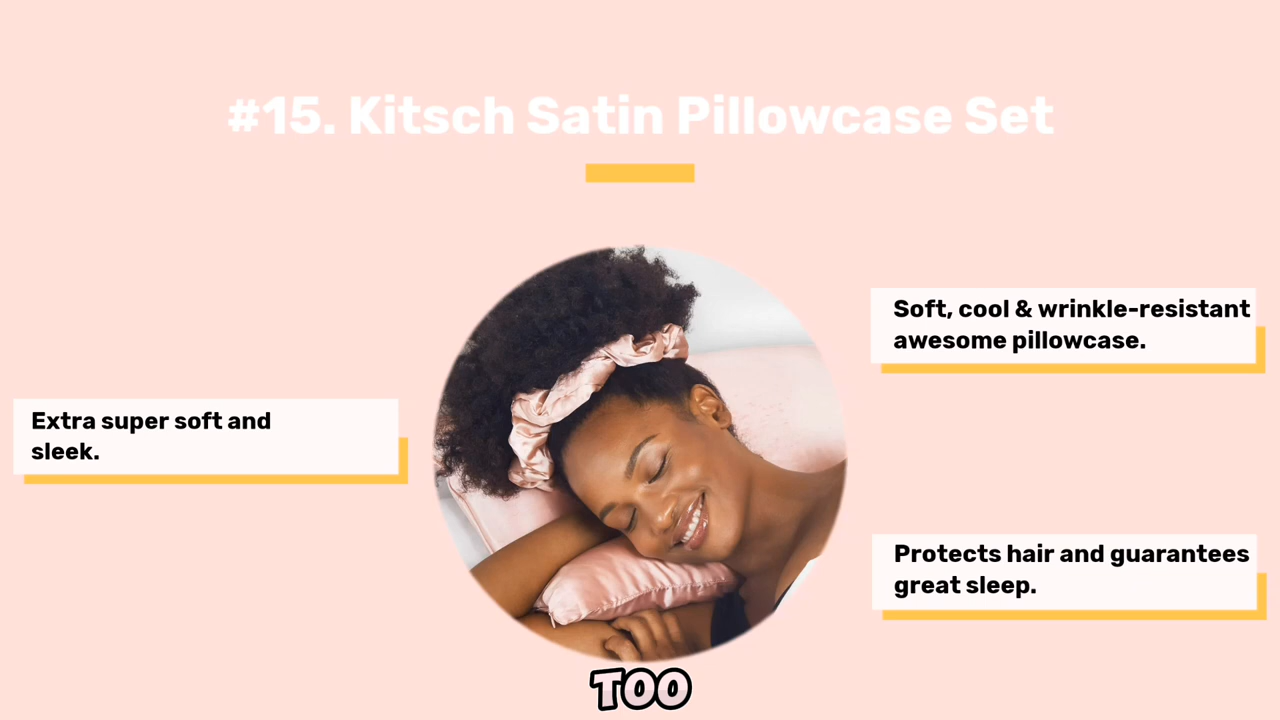 #15. Kitsch Satin Pillowcase Set
Soft, cool & wrinkle-resistant
awesome pillowcase.
Extra super soft and
sleek.
Protects hair and guarantees
great sleep.
TOO